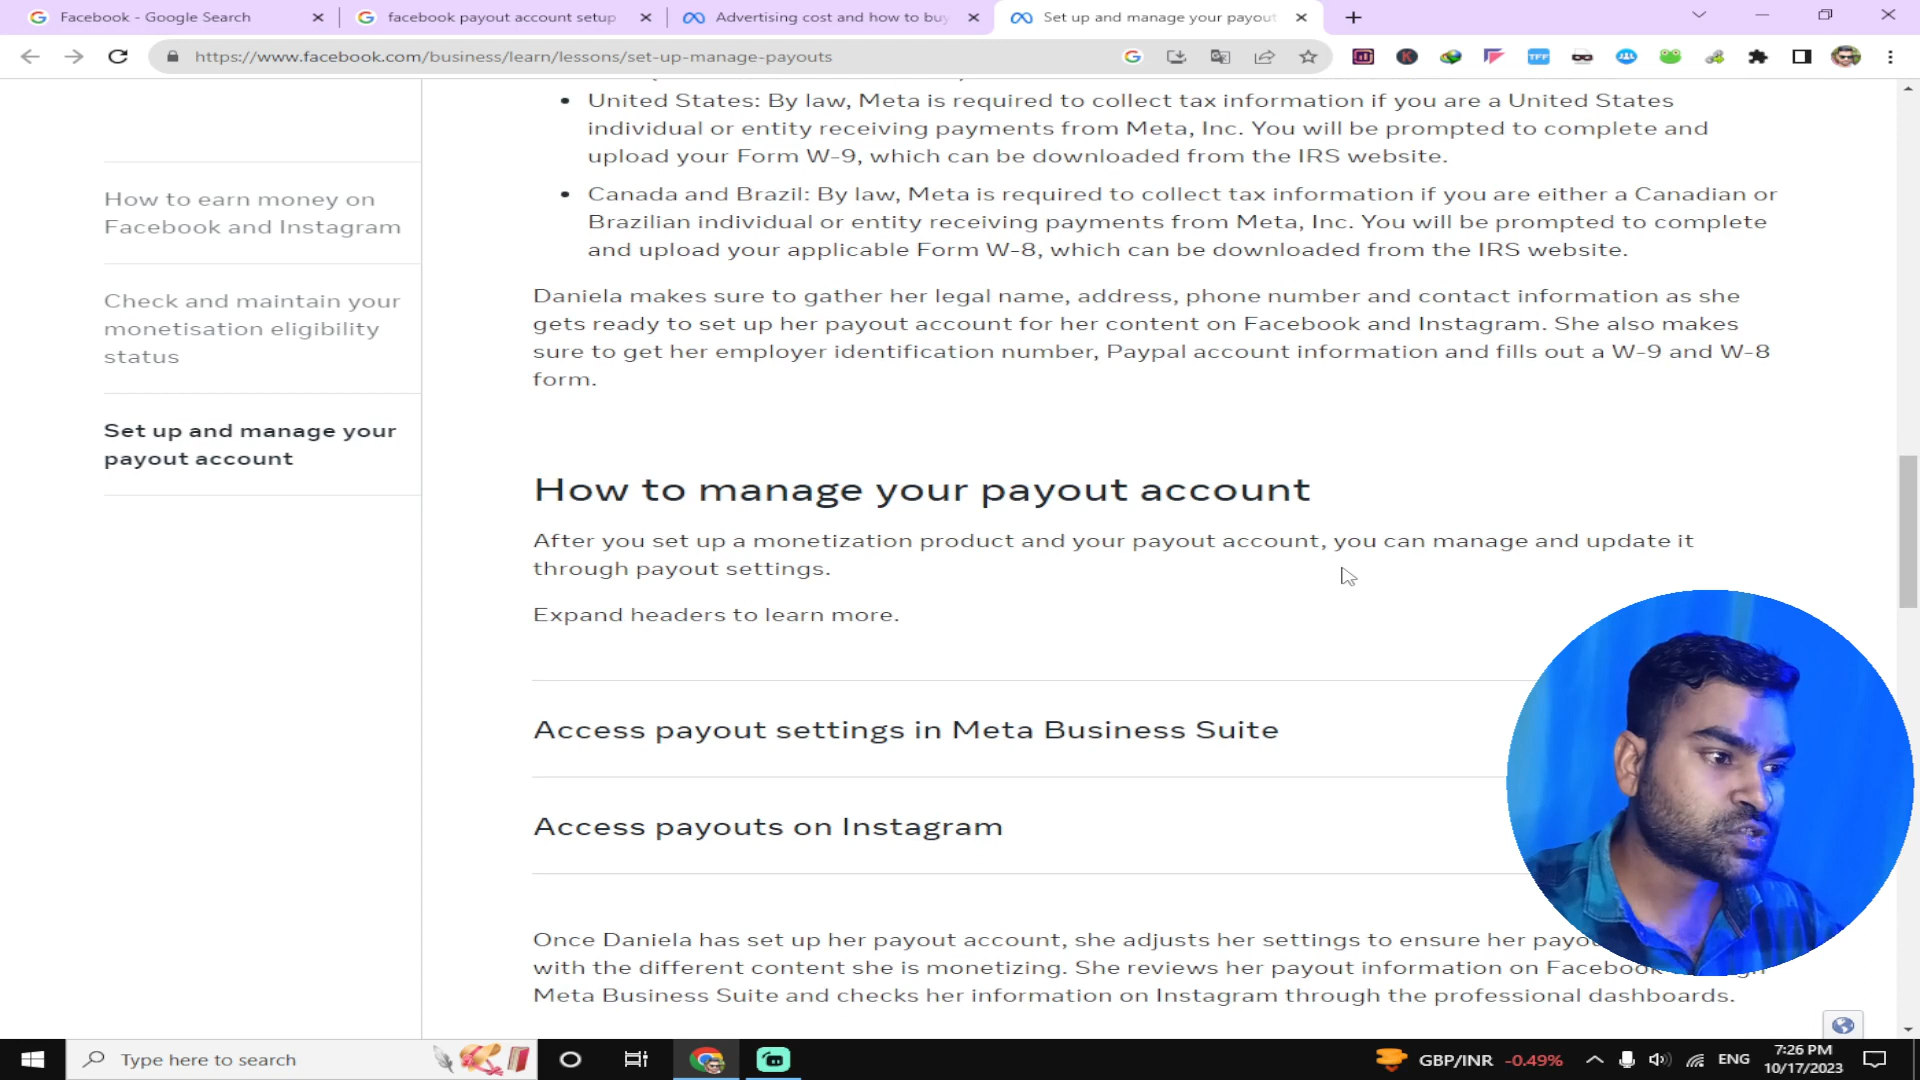 Facebook - Google Search
facebook payout account setup
Advertising cost and how to buy
Set up and manage your payout
https://www.facebook.com/business/learn/lessons/set-up-manage-payouts
• United States: By law, Meta is required to collect tax information if you are a United States
individual or entity receiving payments from Meta, Inc. You will be prompted to complete and
upload your Form W-9, which can be downloaded from the IRS website.
• Canada and Brazil: By law, Meta is required to collect tax information if you are either a Canadian or
Brazilian individual or entity receiving payments from Meta, Inc. You will be prompted to complete
and upload your applicable Form W-8, which can be downloaded from the IRS website.
How to earn money on
Facebook and Instagram
Check and maintain your
monetisation eligibility
status
Set up and manage your
payout account
Daniela makes sure to gather her legal name, address, phone number and contact information as she
gets ready to set up her payout account for her content on Facebook and Instagram. She also makes
sure to get her employer identification number, Paypal account information and fills out a W-9 and W-8
form.
How to manage your payout account
After you set up a monetization product and your payout account, you can manage and update it
through payout settings.
Expand headers to learn more.
Access payout settings in Meta Business Suite
Access payouts on Instagram
Once Daniela has set up her payout account, she adjusts her settings to ensure her
with the different content she is monetizing. She reviews her payout information on Facebook
Meta Business Suite and checks her information on Instagram through the professional dashboards.
Type here to search
GBP/INR -0.49%
ENG
7:26 PM
10/17/2023